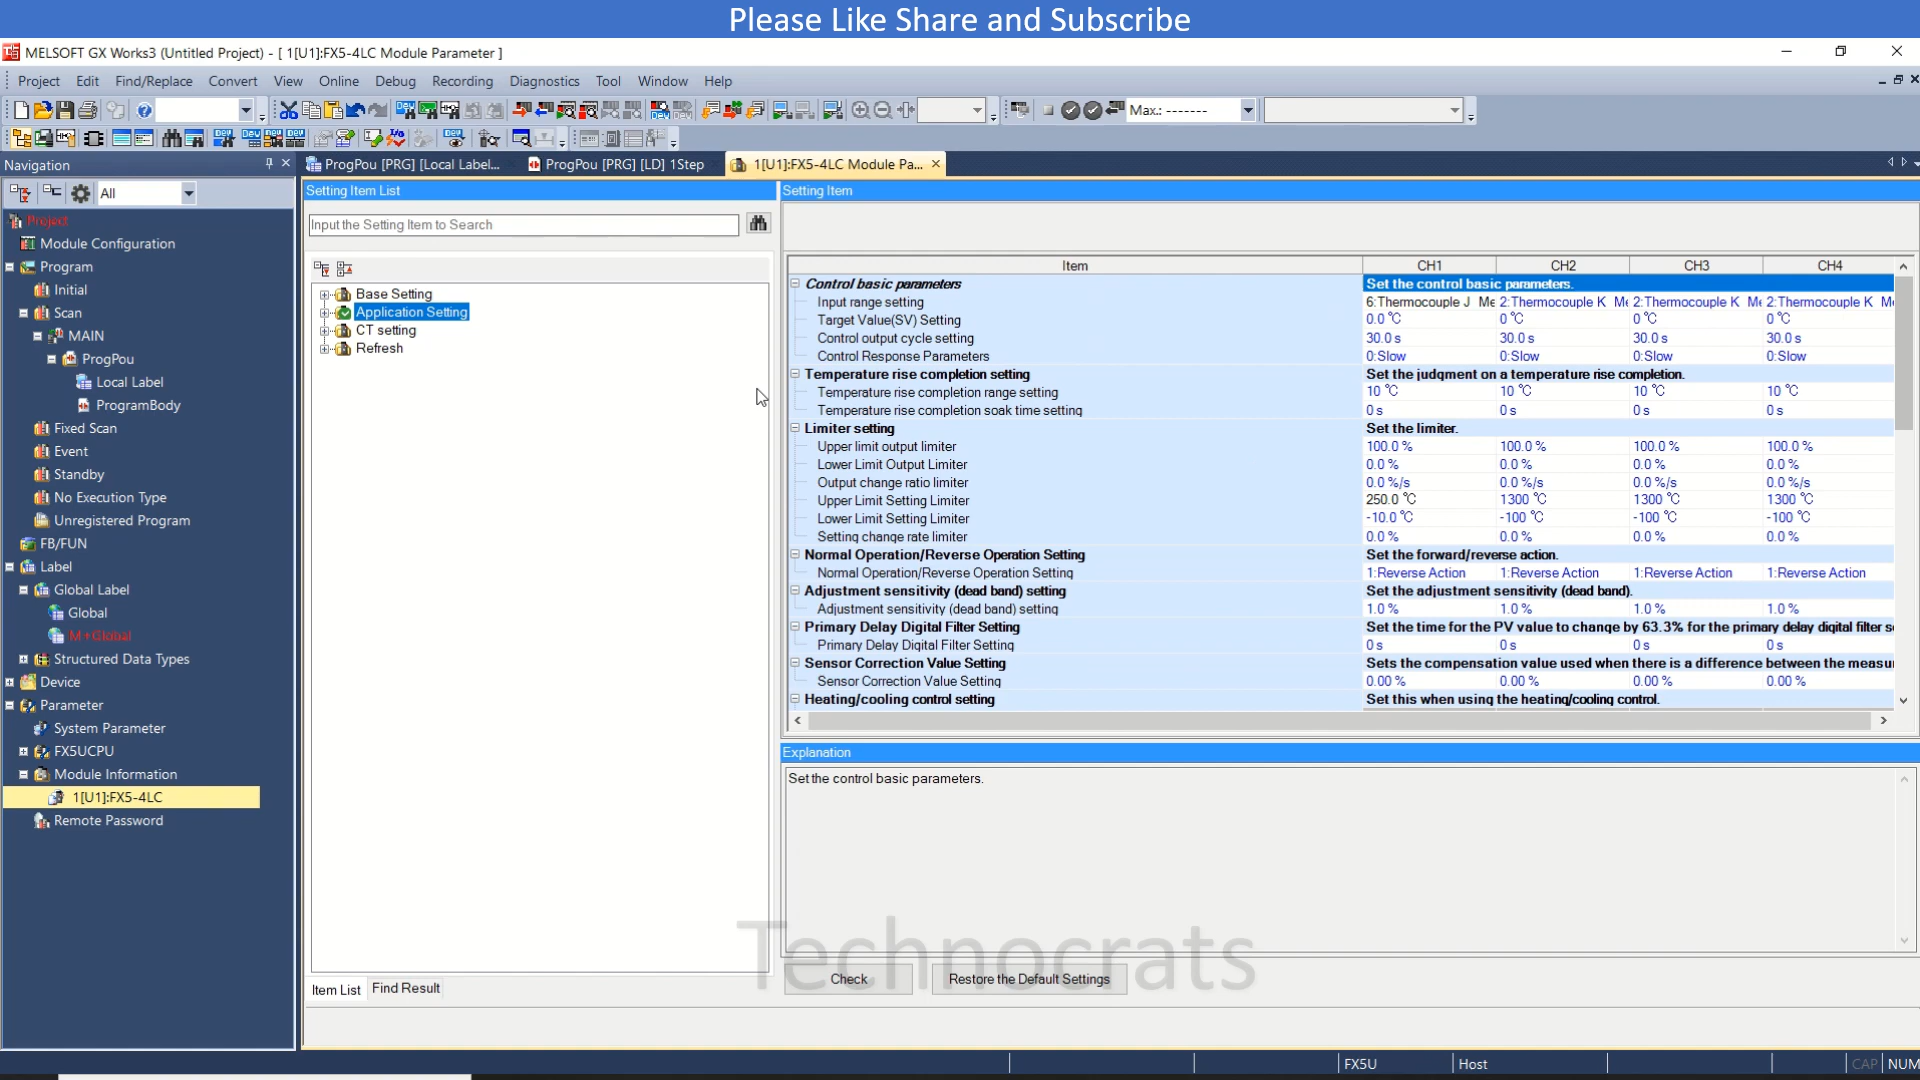 Please Like Share and Subscribe
MELSOFT GX Works3 (Untitled Project) - [ 1[U1]:FX5-4LC Module Parameter ]
Project Edit Find/Replace Convert View Online Debug Recording Diagnostics Tool Window Help
Max.: -------
Navigation
ProgPou [PRG] [Local Label...
ProgPou [PRG] [LD] 1Step
1[U1]:FX5-4LC Module Pa...
All
Project
Module Configuration
Program
Initial
Scan
MAIN
ProgPou
Local Label
ProgramBody
Fixed Scan
Event
Standby
No Execution Type
Unregistered Program
FB/FUN
Label
Global Label
Global
M+Global
Structured Data Types
Device
Parameter
System Parameter
FX5UCPU
Module Information
1[U1]:FX5-4LC
Remote Password
Setting Item List
Input the Setting Item to Search
Base Setting
Application Setting
CT setting
Refresh
Item List Find Result
Setting Item
Item CH1 CH2 CH3 CH4
Control basic parameters Set the control basic parameters.
Input range setting 6:Thermocouple J Me 2:Thermocouple K Me 2:Thermocouple K Me 2:Thermocouple K Me
Target Value(SV) Setting 0.0 ℃ 0 ℃ 0 ℃ 0 ℃
Control output cycle setting 30.0 s 30.0 s 30.0 s 30.0 s
Control Response Parameters 0:Slow 0:Slow 0:Slow 0:Slow
Temperature rise completion setting Set the judgment on a temperature rise completion.
Temperature rise completion range setting 10 ℃ 10 ℃ 10 ℃ 10 ℃
Temperature rise completion soak time setting 0 s 0 s 0 s 0 s
Limiter setting Set the limiter.
Upper limit output limiter 100.0 % 100.0 % 100.0 % 100.0 %
Lower Limit Output Limiter 0.0 % 0.0 % 0.0 % 0.0 %
Output change ratio limiter 0.0 %/s 0.0 %/s 0.0 %/s 0.0 %/s
Upper Limit Setting Limiter 250.0 ℃ 1300 ℃ 1300 ℃ 1300 ℃
Lower Limit Setting Limiter -10.0 ℃ -100 ℃ -100 ℃ -100 ℃
Setting change rate limiter 0.0 % 0.0 % 0.0 % 0.0 %
Normal Operation/Reverse Operation Setting Set the forward/reverse action.
Normal Operation/Reverse Operation Setting 1:Reverse Action 1:Reverse Action 1:Reverse Action 1:Reverse Action
Adjustment sensitivity (dead band) setting Set the adjustment sensitivity (dead band).
Adjustment sensitivity (dead band) setting 1.0 % 1.0 % 1.0 % 1.0 %
Primary Delay Digital Filter Setting Set the time for the PV value to change by 63.3% for the primary delay digital filter s
Primary Delay Digital Filter Setting 0 s 0 s 0 s 0 s
Sensor Correction Value Setting Sets the compensation value used when there is a difference between the measu
Sensor Correction Value Setting 0.00 % 0.00 % 0.00 % 0.00 %
Heating/cooling control setting Set this when using the heating/cooling control.
Explanation
Set the control basic parameters.
Technocrats
Check Restore the Default Settings
FX5U Host CAP NUM